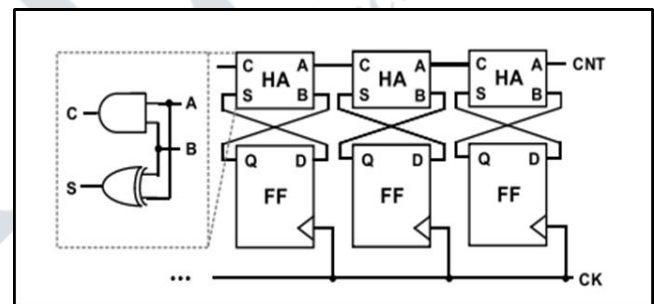 C A C A C A CNT
HA HA HA
S B S B S B
A
C
B
S
Q D Q D Q D
FF FF FF
... CK